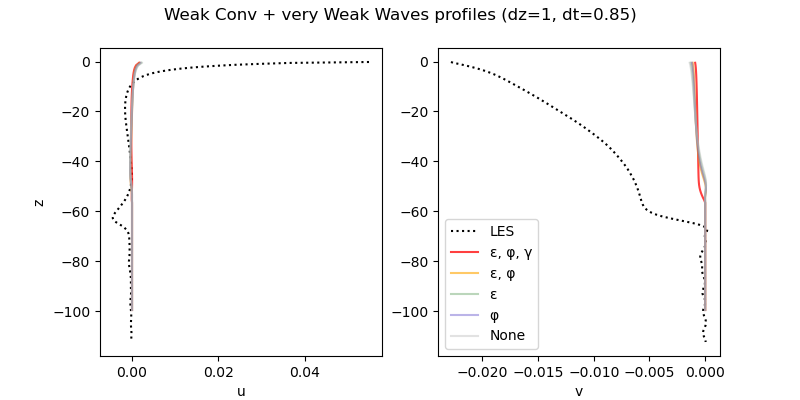 Weak Conv + very Weak Waves profiles (dz=1, dt=0.85)
0
−20
−40
−60
−80
−100
z
0.00
0.02
0.04
u
0
−20
−40
−60
−80
−100
−0.020
−0.015
−0.010
−0.005
0.000
v
LES
ε, φ, γ
ε, φ
ε
φ
None